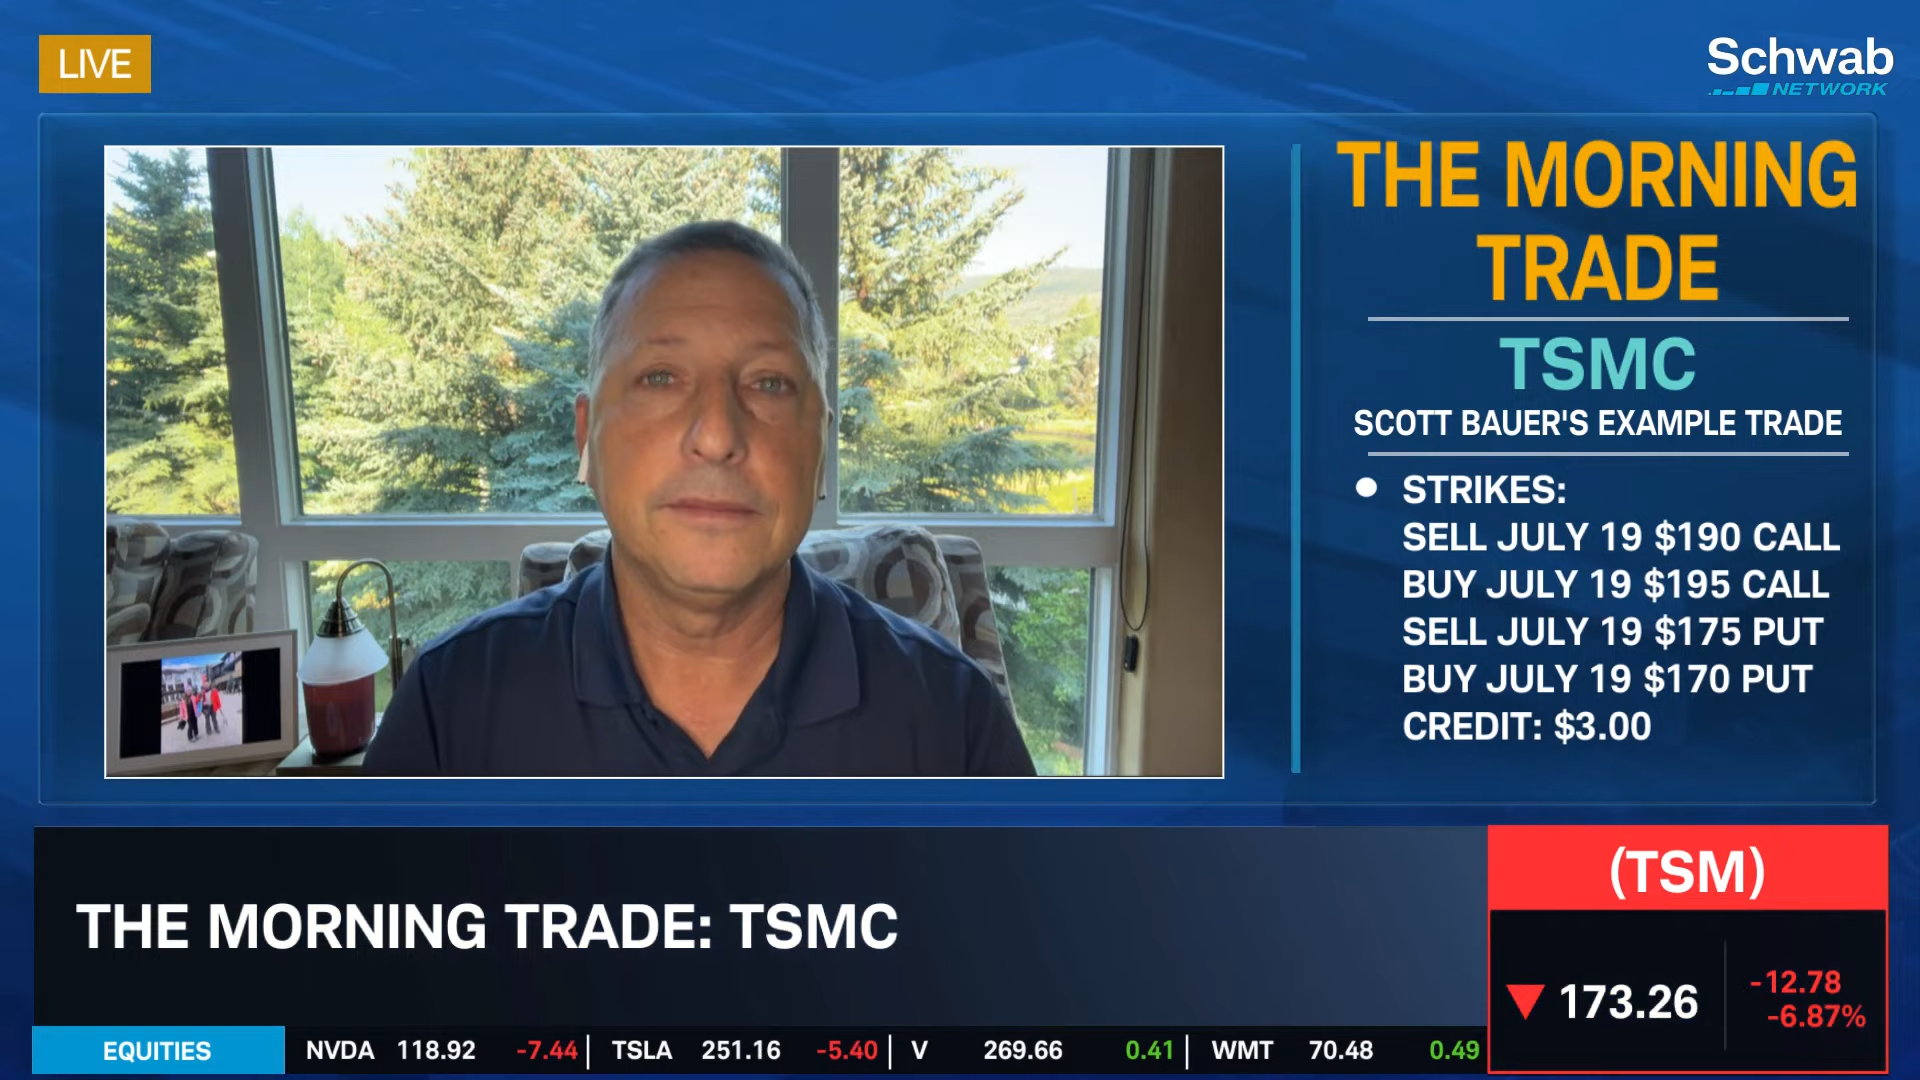 LIVE
Schwab
NETWORK
THE MORNING
TRADE
TSMC
SCOTT BAUER'S EXAMPLE TRADE
STRIKES:
SELL JULY 19 $190 CALL
BUY JULY 19 $195 CALL
SELL JULY 19 $175 PUT
BUY JULY 19 $170 PUT
CREDIT: $3.00
THE MORNING TRADE: TSMC
(TSM)
173.26
-12.78
-6.87%
EQUITIES NVDA 118.92 -7.44 TSLA 251.16 -5.40 V 269.66 0.41 WMT 70.48 0.49